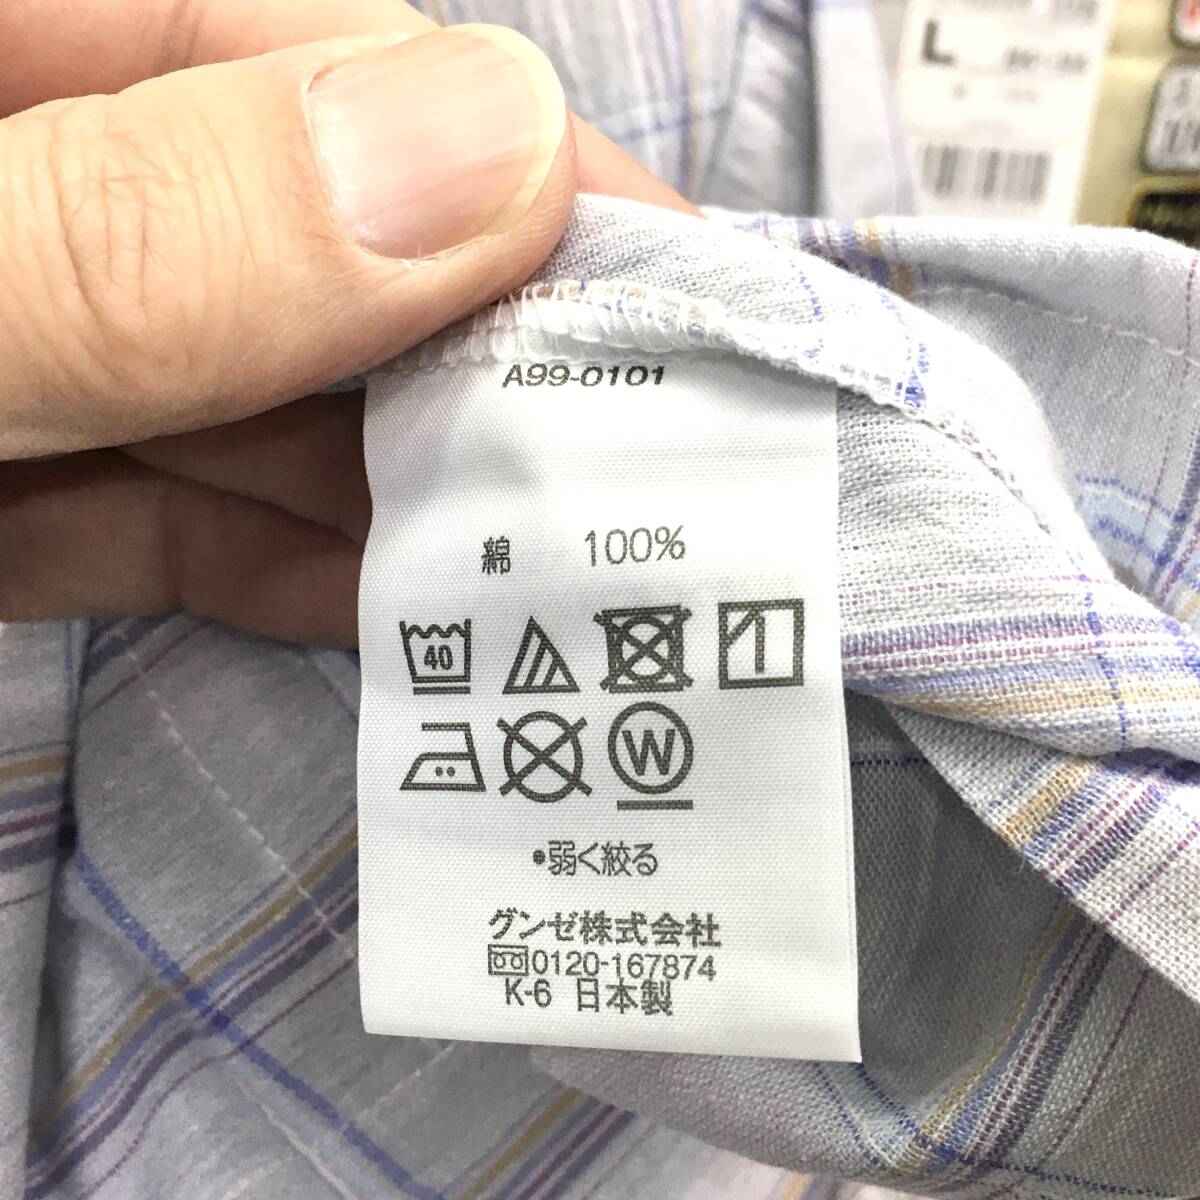 L
A99-0101
綿 100%
40
W
•弱く絞る
グンゼ株式会社
0120-167874
K-6 日本製